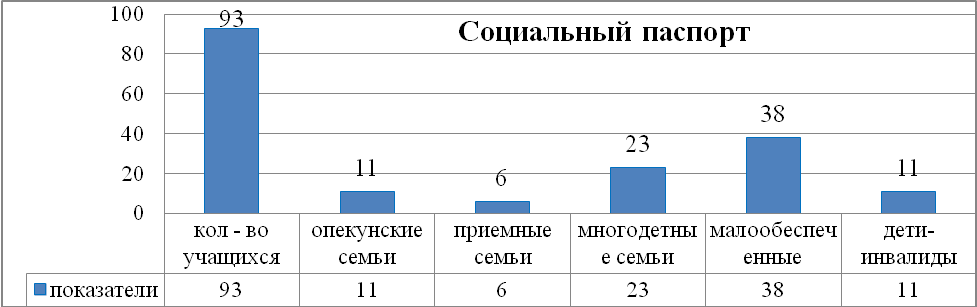 Социальный паспорт
100
80
60
40
20
0
93
11
6
23
38
11
кол - во учащихся
опекунские семьи
приемные семьи
многодетны е семьи
малообеспеч енные
дети- инвалиды
показатели 93 11 6 23 38 11